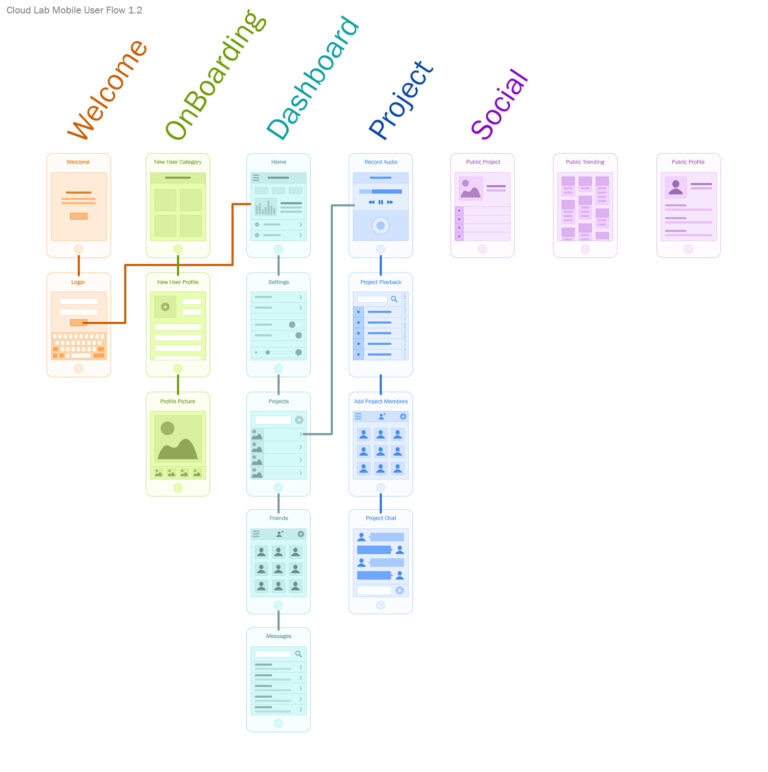 Cloud Lab Mobile User Flow 1.2
Welcome
OnBoarding
Dashboard
Project
Social
Welcome
New User Category
Home
Record Audio
Public Project
Public Trending
Public Profile
Login
New User Profile
Settings
Project Playback
Profile Picture
Projects
Add Project Members
Friends
Project Chat
Messages